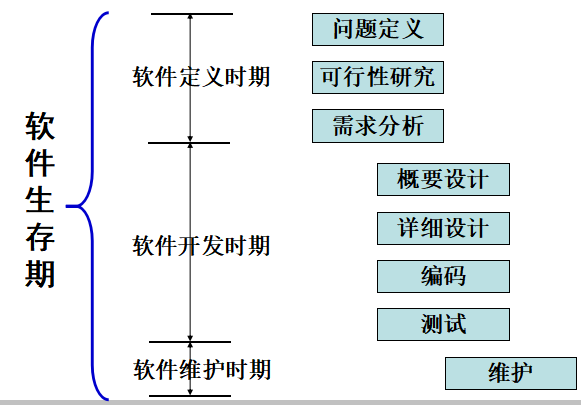 软件生存期
软件定义时期
问题定义
可行性研究
需求分析
软件开发时期
概要设计
详细设计
编码
测试
软件维护时期
维护